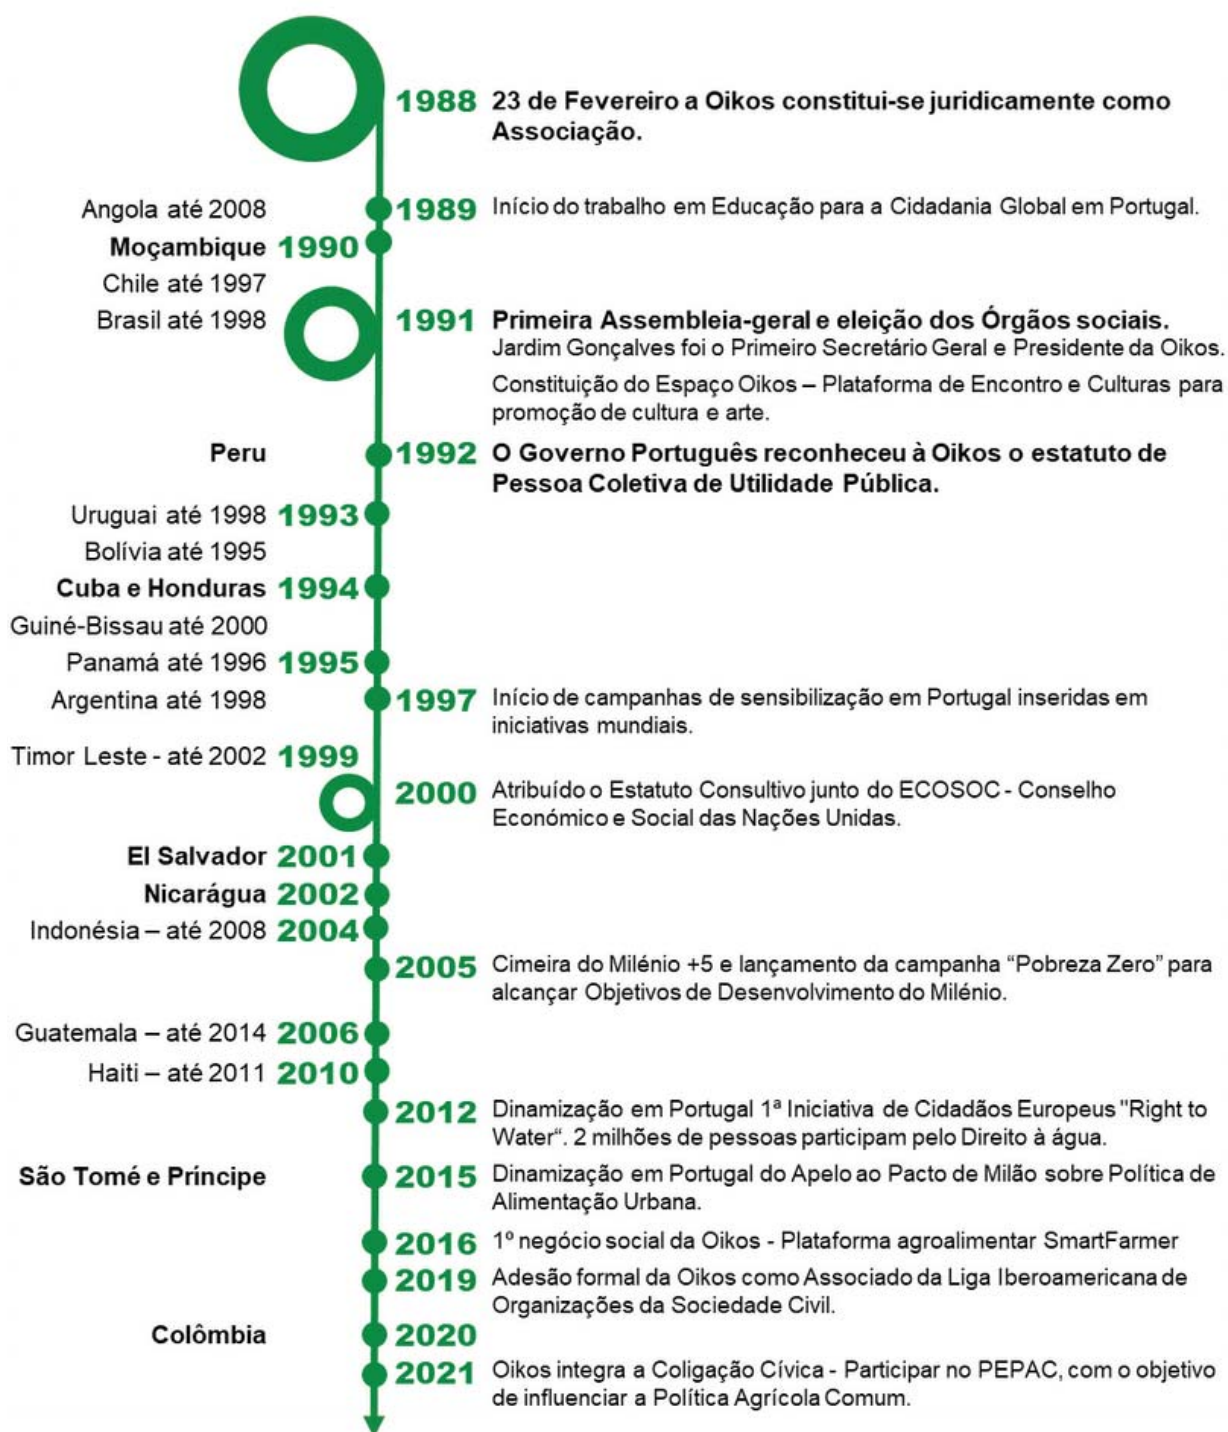 1988 23 de Fevereiro a Oikos constitui-se juridicamente como
Associação.
Angola até 2008 1989 Início do trabalho em Educação para a Cidadania Global em Portugal.
Moçambique 1990
Chile até 1997
Brasil até 1998 1991 Primeira Assembleia-geral e eleição dos Órgãos sociais.
Jardim Gonçalves foi o Primeiro Secretário Geral e Presidente da Oikos.
Constituição do Espaço Oikos – Plataforma de Encontro e Culturas para
promoção de cultura e arte.
Peru 1992 O Governo Português reconheceu à Oikos o estatuto de
Pessoa Coletiva de Utilidade Pública.
Uruguai até 1998 1993
Bolívia até 1995
Cuba e Honduras 1994
Guiné-Bissau até 2000
Panamá até 1996 1995
Argentina até 1998 1997 Início de campanhas de sensibilização em Portugal inseridas em
iniciativas mundiais.
Timor Leste - até 2002 1999
2000 Atribuído o Estatuto Consultivo junto do ECOSOC - Conselho
Económico e Social das Nações Unidas.
El Salvador 2001
Nicarágua 2002
Indonésia – até 2008 2004
2005 Cimeira do Milénio +5 e lançamento da campanha “Pobreza Zero” para
alcançar Objetivos de Desenvolvimento do Milénio.
Guatemala – até 2014 2006
Haiti – até 2011 2010
2012 Dinamização em Portugal 1ª Iniciativa de Cidadãos Europeus "Right to
Water“. 2 milhões de pessoas participam pelo Direito à água.
São Tomé e Príncipe 2015 Dinamização em Portugal do Apelo ao Pacto de Milão sobre Política de
Alimentação Urbana.
2016 1º negócio social da Oikos - Plataforma agroalimentar SmartFarmer
2019 Adesão formal da Oikos como Associado da Liga Iberoamericana de
Organizações da Sociedade Civil.
Colômbia 2020
2021 Oikos integra a Coligação Cívica - Participar no PEPAC, com o objetivo
de influenciar a Política Agrícola Comum.